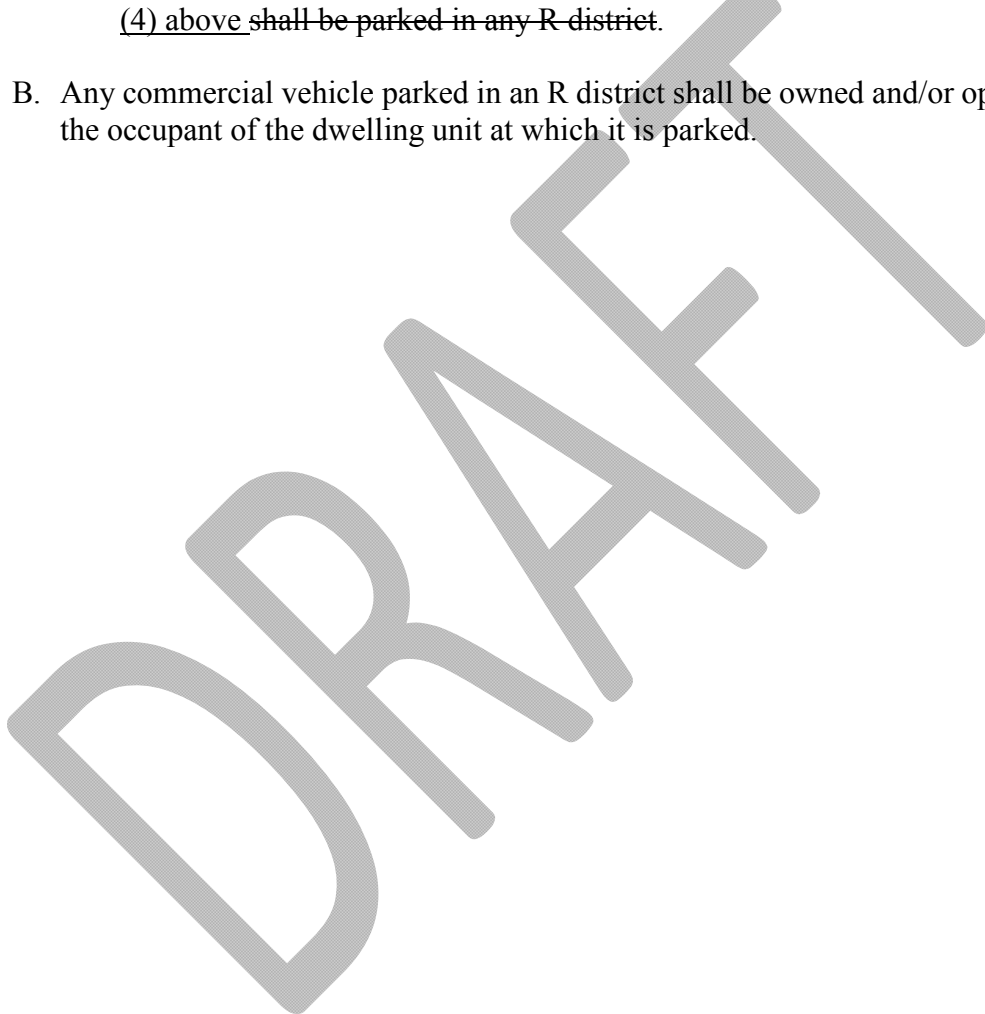 (4) above shall be parked in any R district.
B. Any commercial vehicle parked in an R district shall be owned and/or
the occupant of the dwelling unit at which it is parked.
DRAFT